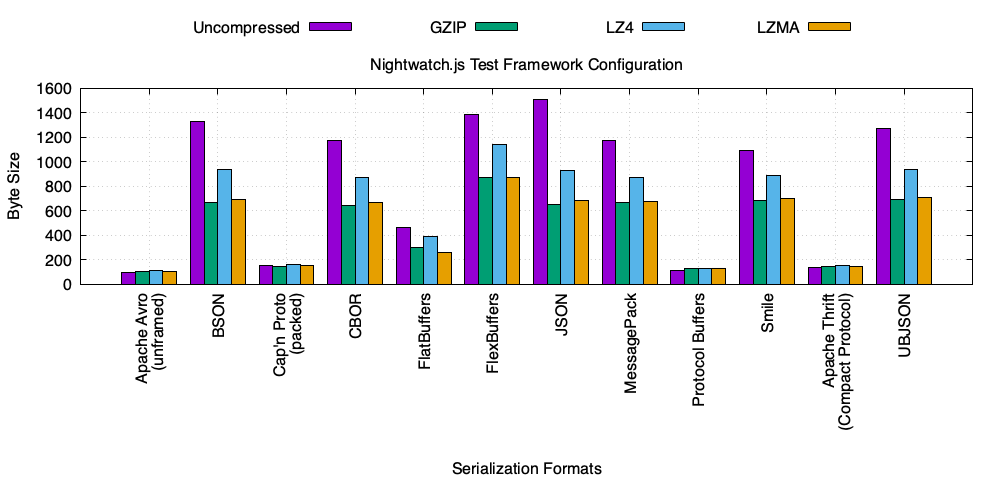 Uncompressed GZIP LZ4 LZMA
Nightwatch.js Test Framework Configuration
Byte Size
1600
1400
1200
1000
800
600
400
200
0
Apache Avro
(unframed)
BSON
Cap'n Proto
(packed)
CBOR
FlatBuffers
FlexBuffers
JSON
MessagePack
Protocol Buffers
Smile
Apache Thrift
(Compact Protocol)
UBJSON
Serialization Formats